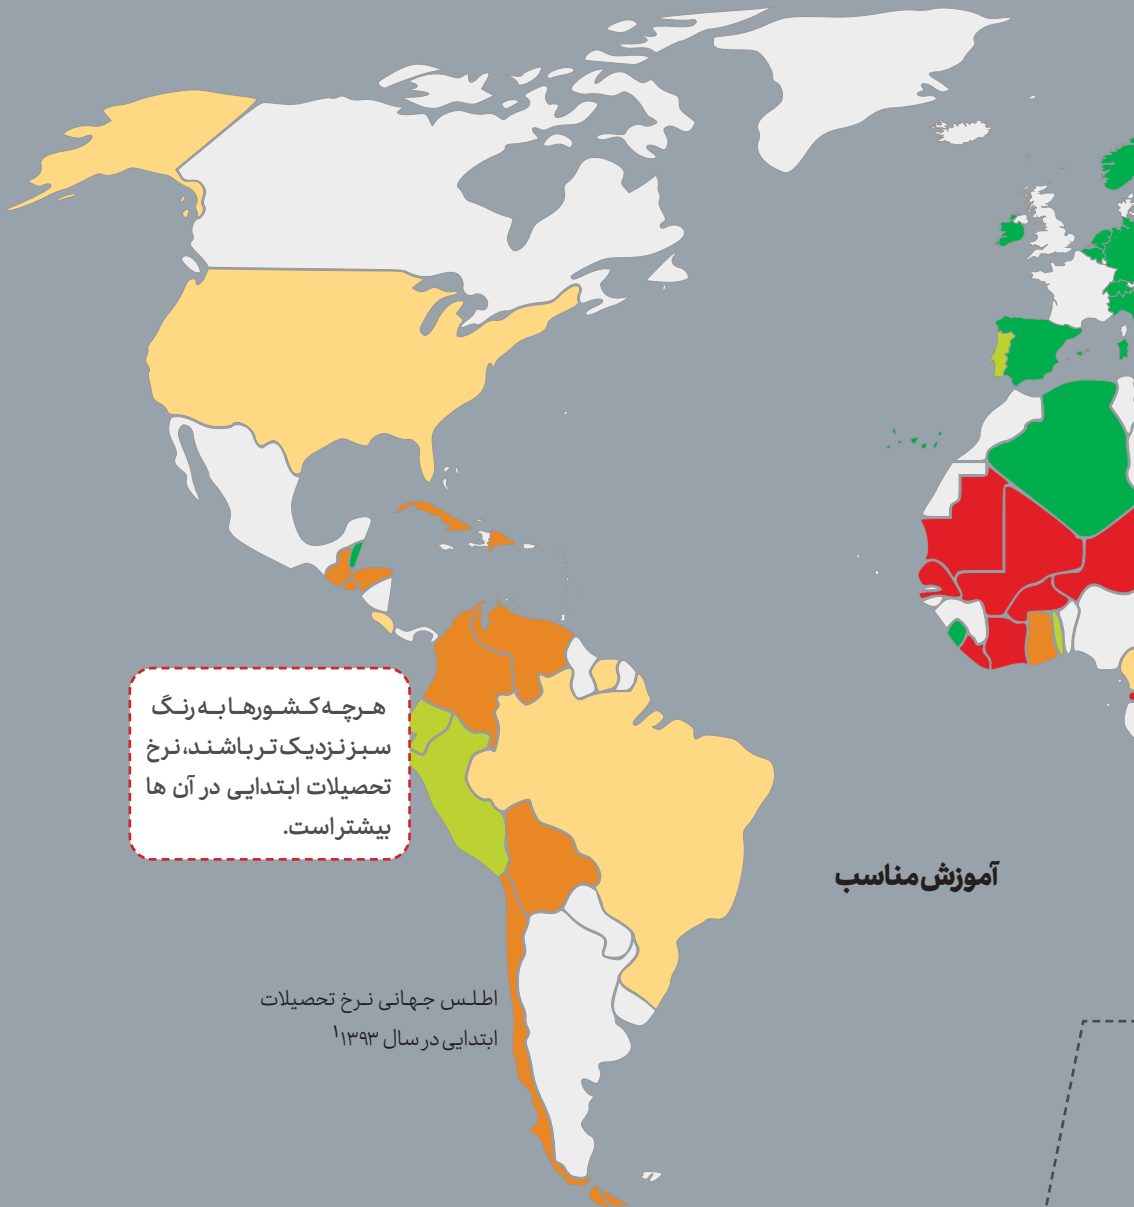 هرچه کشورها به رنگ
سبز نزدیک تر باشند، نرخ
تحصیلات ابتدایی در آن ها
بیشتر است.
آموزش مناسب
اطلس جهانی نرخ تحصیلات
ابتدایی در سال ۱۳۹۳۱